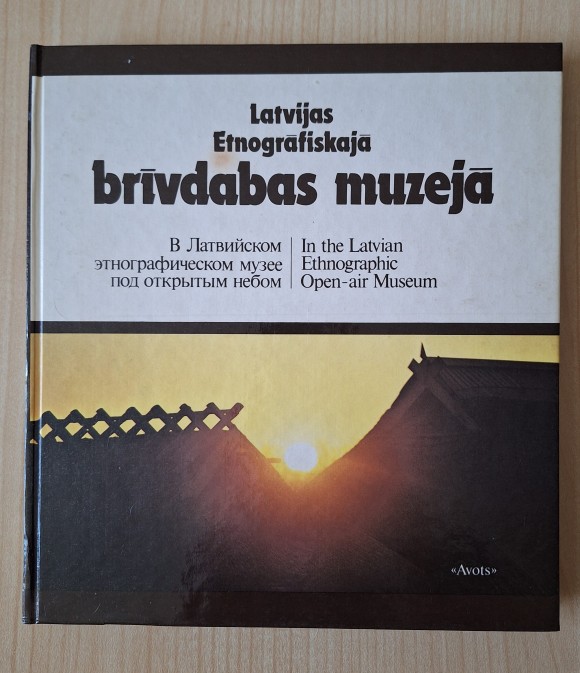 Latvijas
Etnogrāfiskajā
brīvdabas muzejā
В Латвийском
этнографическом музее
под открытым небом
In the Latvian
Ethnographic
Open-air Museum
«Avots»